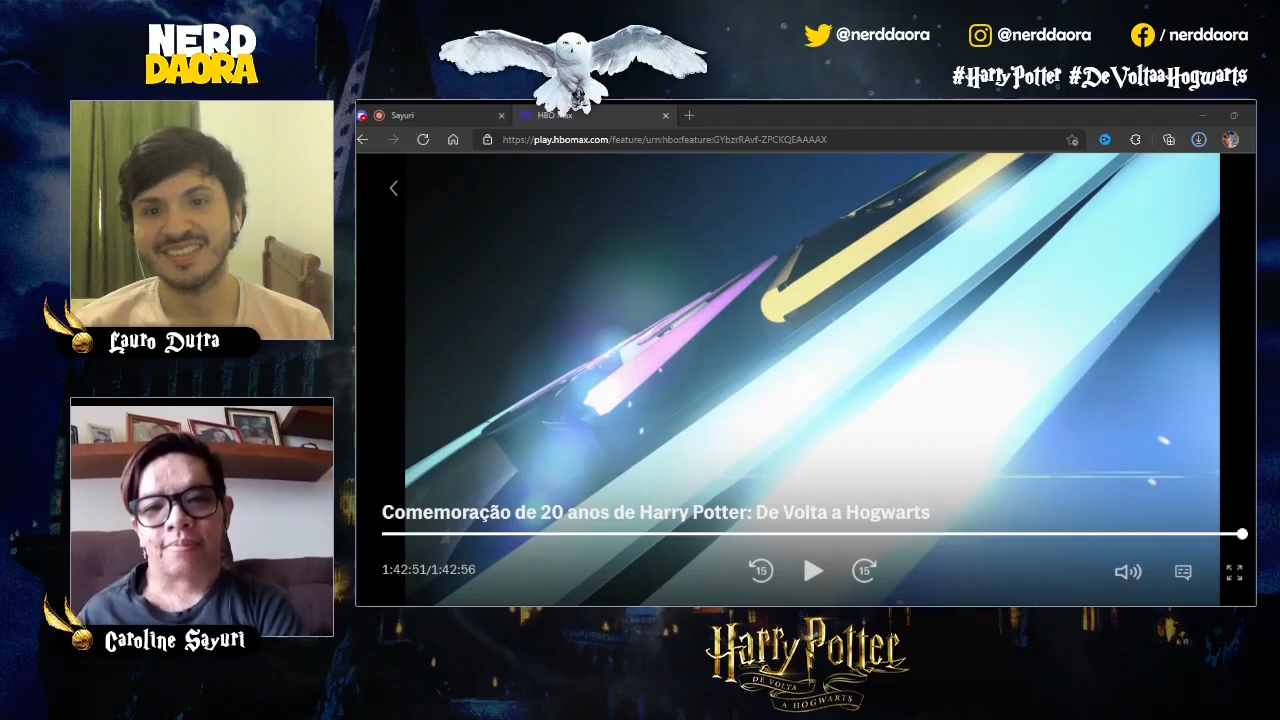 NERD
DAORA
@nerddaora
@nerddaora
/ nerddaora
#HarryPotter #DeVoltaaHogwarts
Sayuri
HBO Max
https://play.hbomax.com/feature/urn:hbo:feature:GYbzrRAvf-ZPCKQEAAAAX
Lauro Dutra
Comemoração de 20 anos de Harry Potter: De Volta a Hogwarts
1:42:51/1:42:56
15
15
Caroline Sayuri
Harry Potter
DE VOLTA
A HOGWARTS